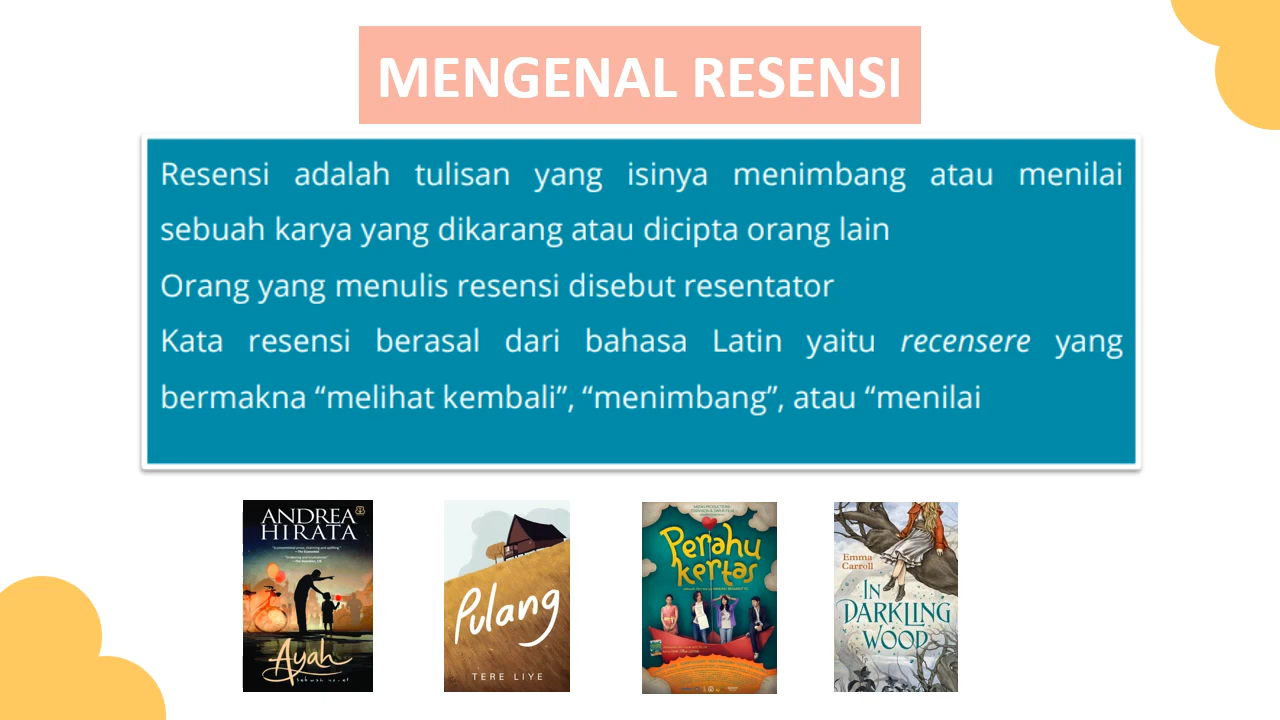 MENGENAL RESENSI
Resensi adalah tulisan yang isinya menimbang atau menilai
sebuah karya yang dikarang atau dicipta orang lain
Orang yang menulis resensi disebut resentator
Kata resensi berasal dari bahasa Latin yaitu recensere yang
bermakna “melihat kembali”, “menimbang”, atau “menilai
ANDREA
HIRATA
Ayah
sebuah novel
Pulang
TERE LIYE
Perahu
kertas
Emma
Carroll
IN
DARKLING
WOOD